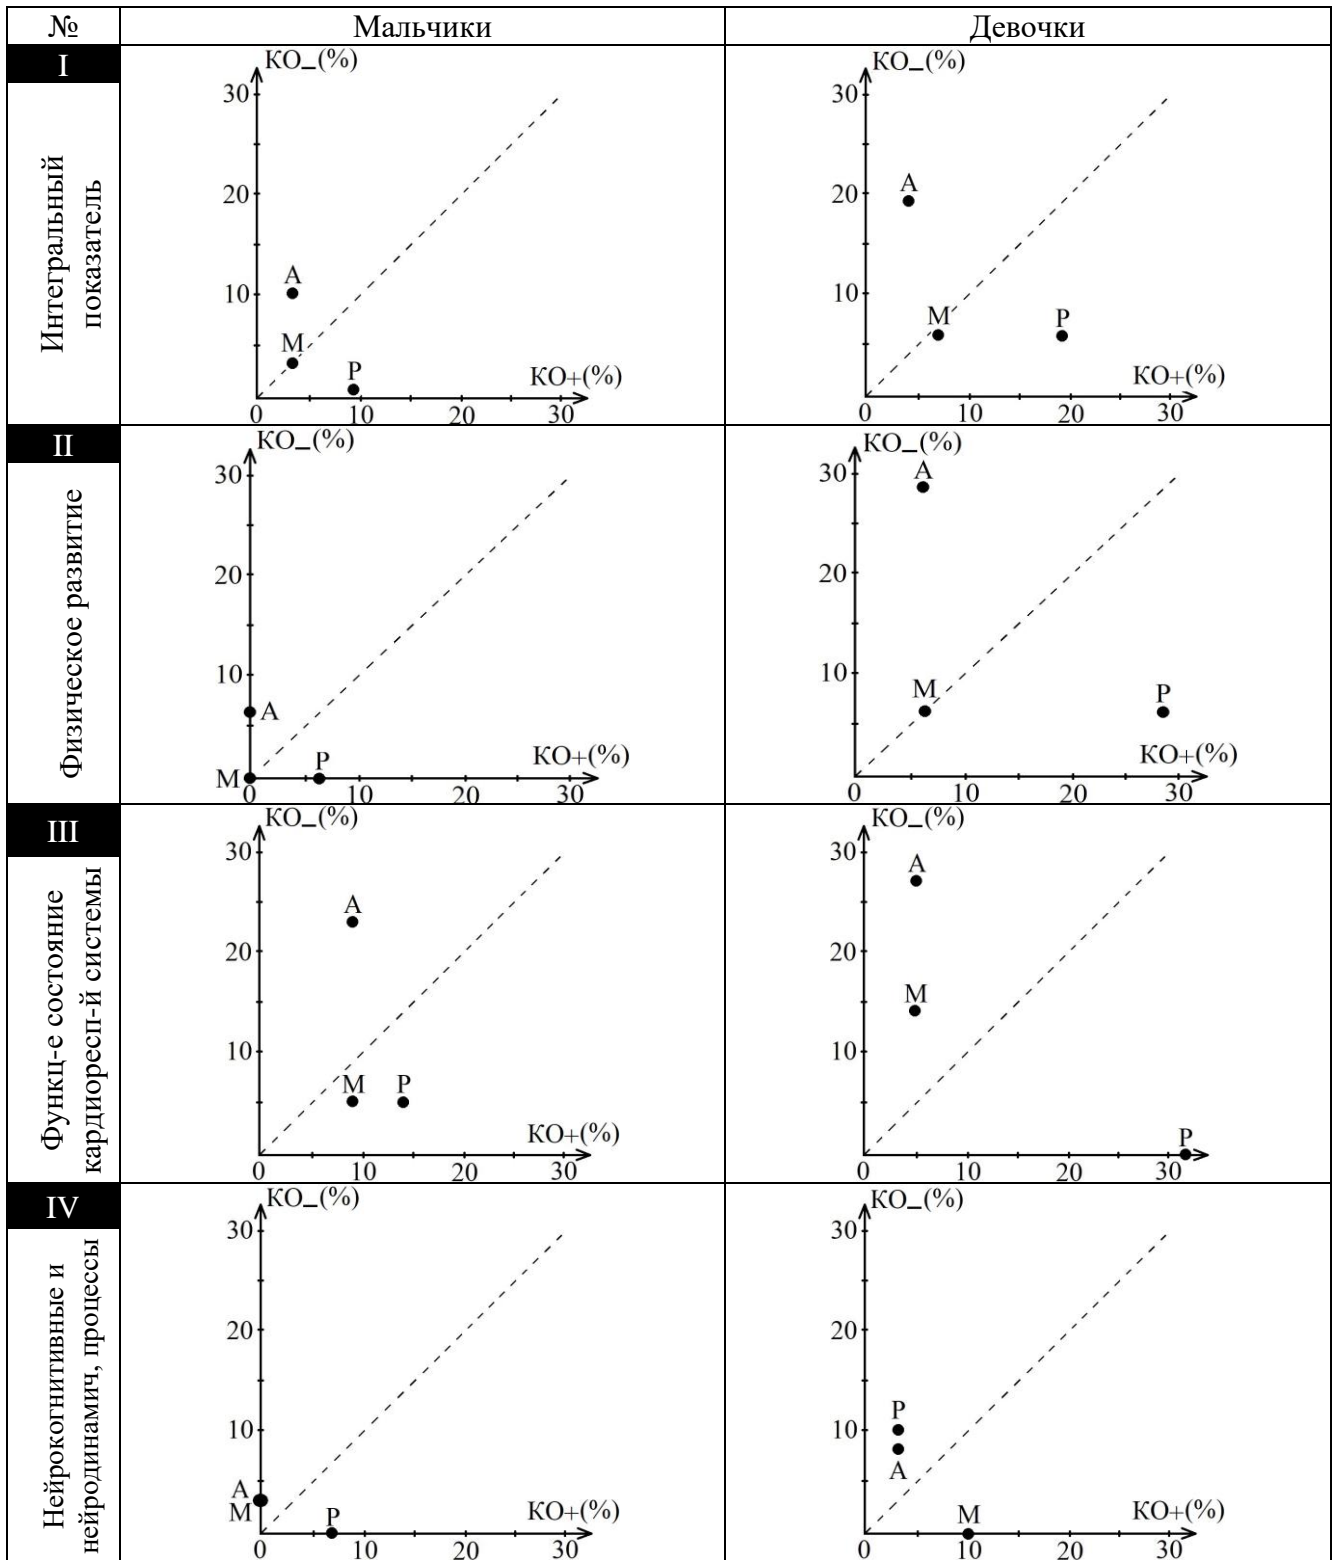 № Мальчики Девочки
I
Интегральный
показатель
КО_(%)
30
20
A
10
M
P
КО+(%)
0 10 20 30
КО_(%)
30
A
20
10
M P
КО+(%)
0 10 20 30
II
Физическое развитие
КО_(%)
30
20
10
A
P
КО+(%)
M
0 10 20 30
КО_(%)
A
30
20
10
M P
КО+(%)
0 10 20 30
III
Функц-е состояние
кардиоресп-й системы
КО_(%)
30
A
20
10
M P
КО+(%)
0 10 20 30
КО_(%)
30
A
20
M
10
P
0 10 20 30
IV
Нейрокогнитивные и
нейродинамич, процессы
КО_(%)
30
20
10
A
M
P
КО+(%)
0 10 20 30
КО_(%)
30
20
P
10
A
M
КО+(%)
0 10 20 30